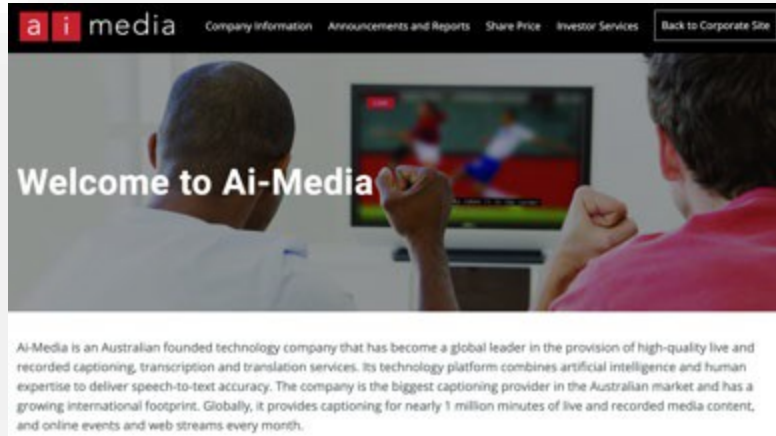 ai media
Company Information Announcements and Reports Share Price Investor Services Back to Corporate Site
LIVE
Welcome to Ai-Media
Ai-Media is an Australian founded technology company that has become a global leader in the provision of high-quality live and
recorded captioning, transcription and translation services. Its technology platform combines artificial intelligence and human
expertise to deliver speech-to-text accuracy. The company is the biggest captioning provider in the Australian market and has a
growing international footprint. Globally, it provides captioning for nearly 1 million minutes of live and recorded media content,
and online events and web streams every month.